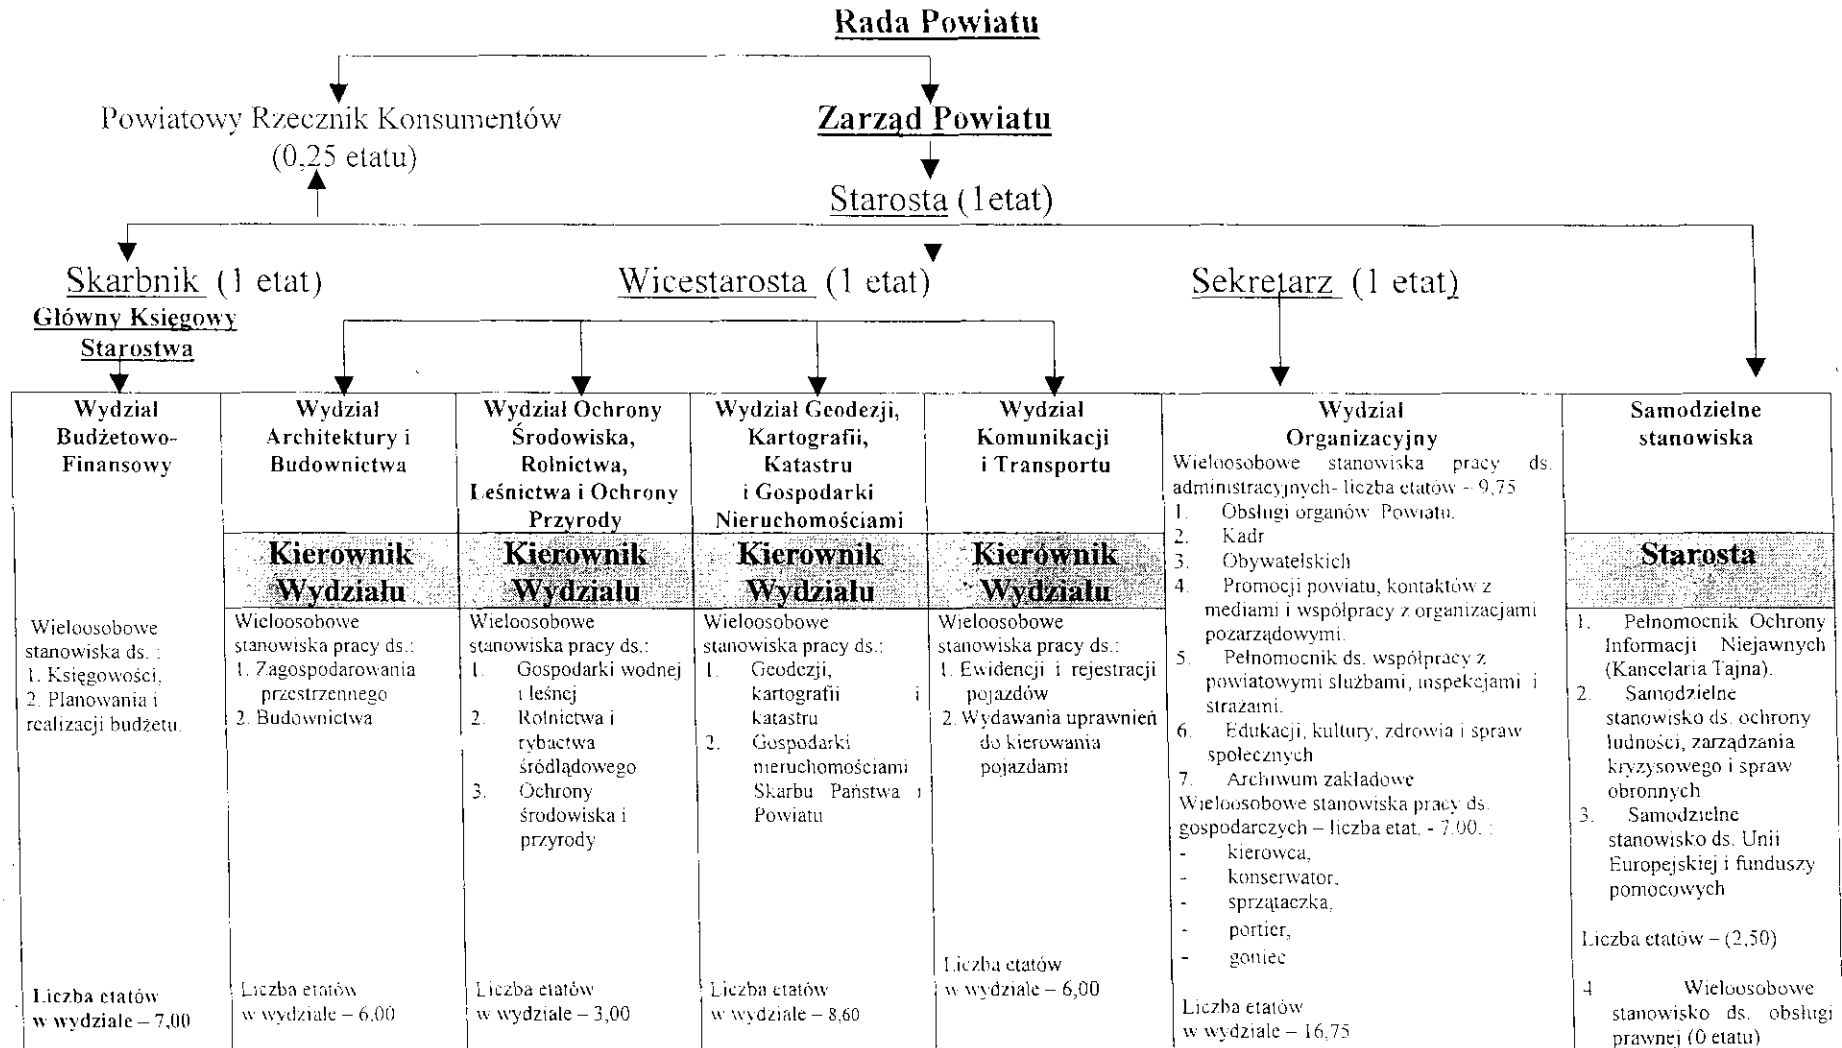 Rada Powiatu
Powiatowy Rzecznik Konsumentów
(0,25 etatu)
Zarząd Powiatu
Starosta (1etat)
Skarbnik (1 etat)
Główny Księgowy
Starostwa
Wicestarosta (1 etat)
Sekretarz (1 etat)
Wydział
Budżetowo-
Finansowy
Wieloosobowe
stanowiska ds. :
1. Księgowości,
2. Planowania i
realizacji budżetu.
Liczba etatów
w wydziale – 7,00
Wydział
Architektury i
Budownictwa
Kierownik
Wydziału
Wieloosobowe
stanowiska pracy ds.:
1. Zagospodarowania
przestrzennego
2. Budownictwa
Liczba etatów
w wydziale – 6,00
Wydział Ochrony
Środowiska,
Rolnictwa,
Leśnictwa i Ochrony
Przyrody
Kierownik
Wydziału
Wieloosobowe
stanowiska pracy ds.:
1. Gospodarki wodnej
i leśnej
2. Rolnictwa i
rybactwa
śródlądowego
3. Ochrony
środowiska i
przyrody
Liczba etatów
w wydziale – 3,00
Wydział Geodezji,
Kartografii,
Katastru
i Gospodarki
Nieruchomościami
Kierownik
Wydziału
Wieloosobowe
stanowiska pracy ds.:
1. Geodezji,
kartografii i
katastru
2. Gospodarki
nieruchomościami
Skarbu Państwa i
Powiatu
Liczba etatów
w wydziale – 8,60
Wydział
Komunikacji
i Transportu
Kierownik
Wydziału
Wieloosobowe
stanowiska pracy ds.:
1. Ewidencji i rejestracji
pojazdów
2. Wydawania uprawnień
do kierowania
pojazdami
Liczba etatów
w wydziale – 6,00
Wydział
Organizacyjny
Wieloosobowe stanowiska pracy ds.
administracyjnych- liczba etatów – 9,75
1. Obsługi organów Powiatu.
2. Kadr
3. Obywatelskich
4. Promocji powiatu, kontaktów z
mediami i współpracy z organizacjami
pozarządowymi.
5. Pełnomocnik ds. współpracy z
powiatowymi służbami, inspekcjami i
strażami.
6. Edukacji, kultury, zdrowia i spraw
społecznych
7. Archiwum zakładowe
Wieloosobowe stanowiska pracy ds.
gospodarczych – liczba etat. - 7.00. :
- kierowca,
- konserwator,
- sprzątaczka,
- portier,
- goniec
Liczba etatów
w wydziale – 16,75
Samodzielne
stanowiska
Starosta
1. Pełnomocnik Ochrony
Informacji Niejawnych
(Kancelaria Tajna).
2. Samodzielne
stanowisko ds. ochrony
ludności, zarządzania
kryzysowego i spraw
obronnych
3. Samodzielne
stanowisko ds. Unii
Europejskiej i funduszy
pomocowych
Liczba etatów – (2,50)
4 Wieloosobowe
stanowisko ds. obsługi
prawnej (0 etatu)